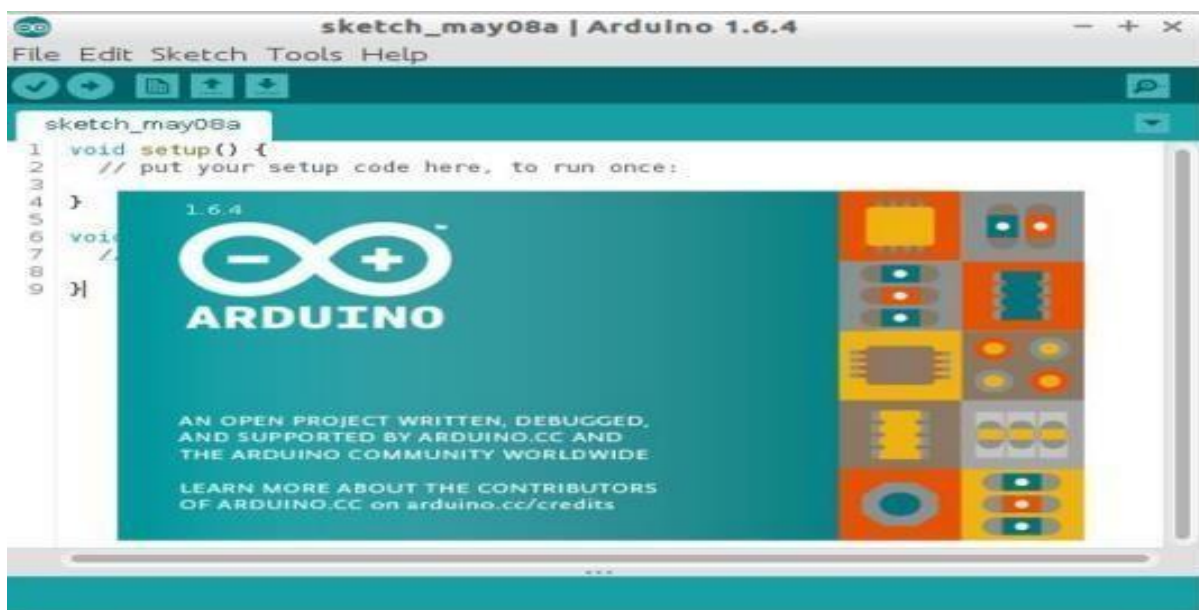 sketch_may08a | Arduino 1.6.4
File Edit Sketch Tools Help
sketch_may08a
1 void setup() {
2 // put your setup code here, to run once:
3
4 }
5
6 voi
7 //
8
9 }
1.6.4
ARDUINO
AN OPEN PROJECT WRITTEN, DEBUGGED,
AND SUPPORTED BY ARDUINO.CC AND
THE ARDUINO COMMUNITY WORLDWIDE
LEARN MORE ABOUT THE CONTRIBUTORS
OF ARDUINO.CC on arduino.cc/credits